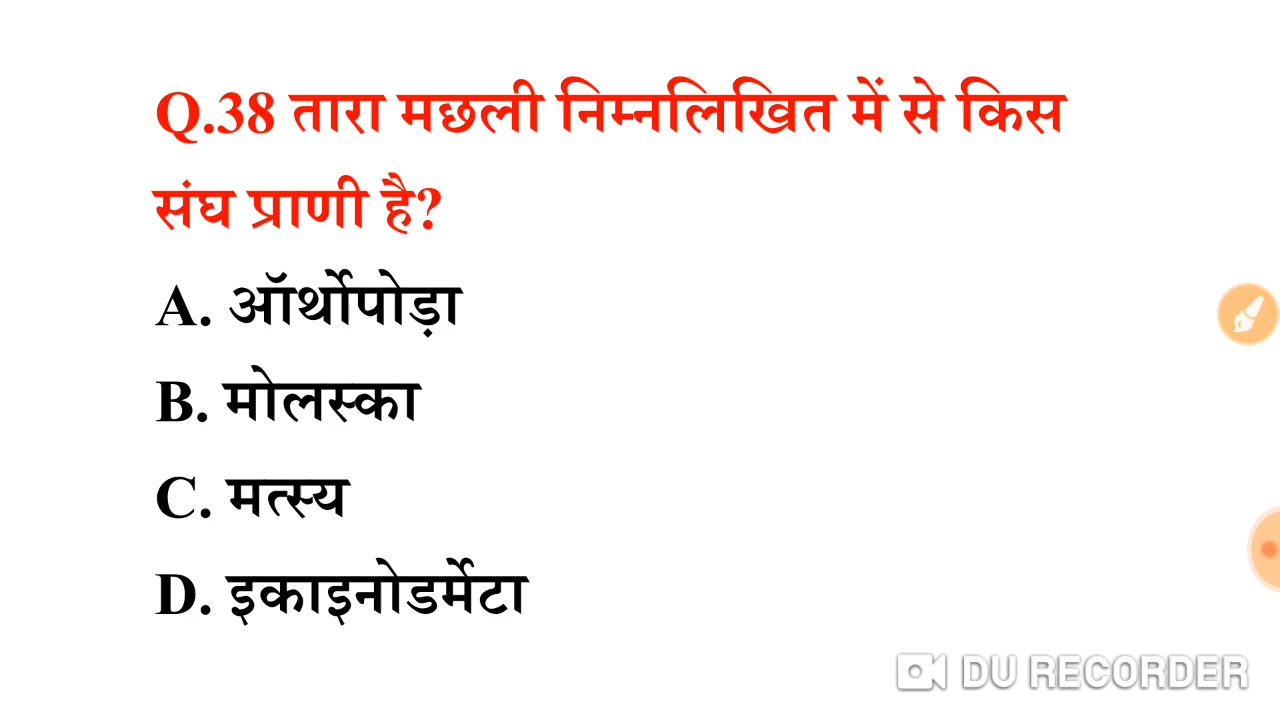 Q.38 तारा मछली निम्नलिखित में से किस
संघ प्राणी है?
A. ऑर्थोपोड़ा
B. मोलस्का
C. मत्स्य
D. इकाइनोडर्मेटा
DU RECORDER